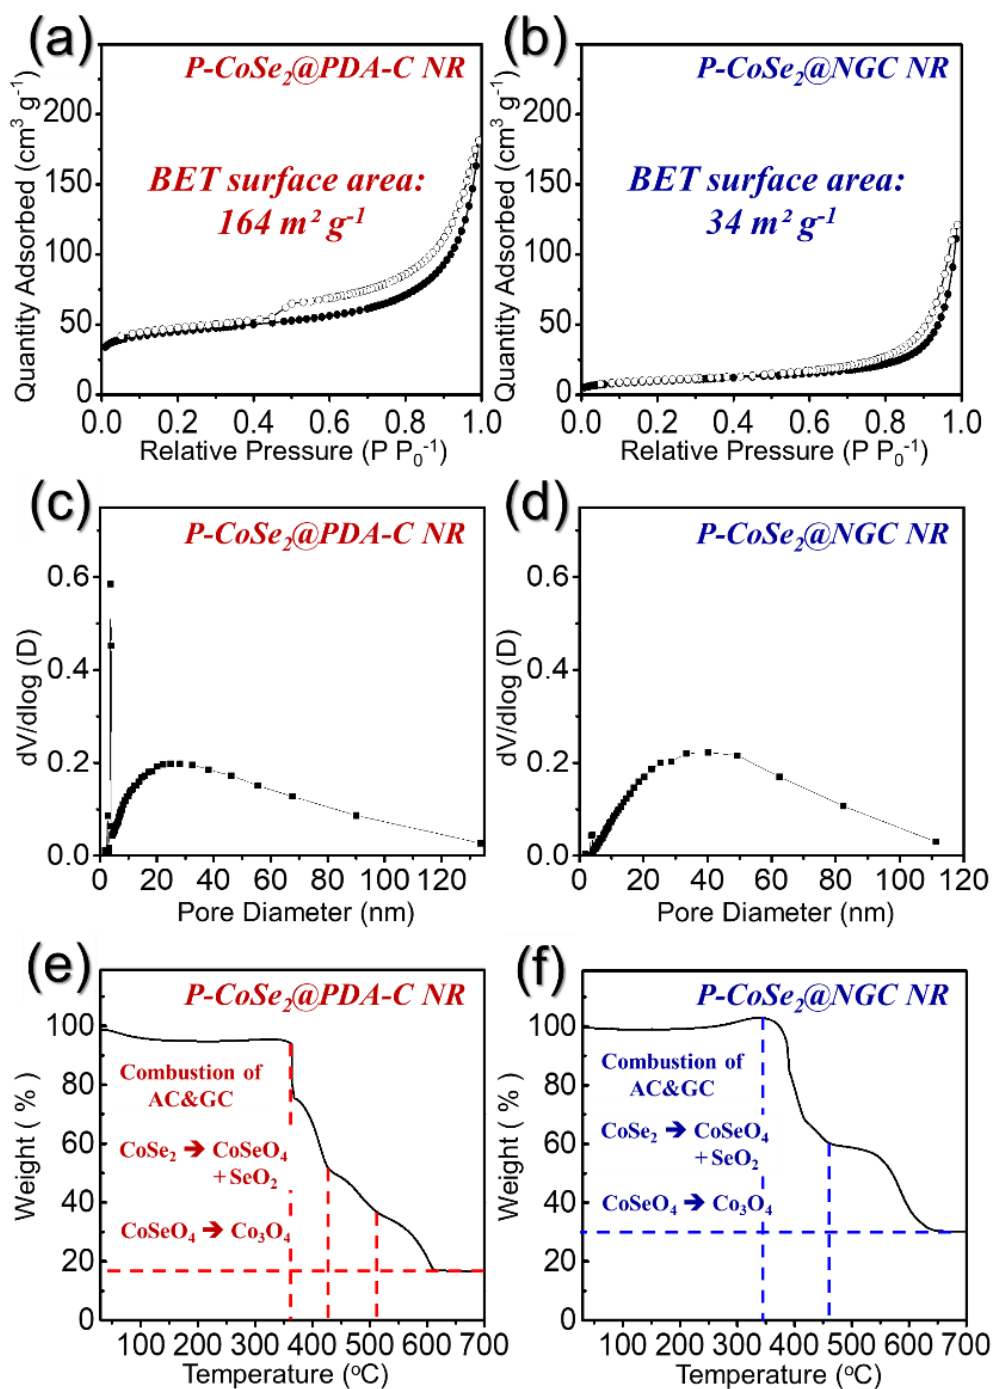 (a)
P-CoSe₂@PDA-C NR
BET surface area:
164 m² g⁻¹
Quantity Adsorbed (cm³ g⁻¹)
250
200
150
100
50
0
0.0 0.2 0.4 0.6 0.8 1.0
Relative Pressure (P P₀⁻¹)
(b)
P-CoSe₂@NGC NR
BET surface area:
34 m² g⁻¹
Quantity Adsorbed (cm³ g⁻¹)
200
150
100
50
0
0.0 0.2 0.4 0.6 0.8 1.0
Relative Pressure (P P₀⁻¹)
(c)
P-CoSe₂@PDA-C NR
dV/dlog (D)
0.6
0.4
0.2
0.0
0 20 40 60 80 100 120
Pore Diameter (nm)
(d)
P-CoSe₂@NGC NR
dV/dlog (D)
0.6
0.4
0.2
0.0
0 20 40 60 80 100 120
Pore Diameter (nm)
(e)
P-CoSe₂@PDA-C NR
Combustion of
AC&GC
CoSe₂ ➔ CoSeO₄
+ SeO₂
CoSeO₄ ➔ Co₃O₄
Weight ( % )
100
80
60
40
20
0
100 200 300 400 500 600 700
Temperature (ºC)
(f)
P-CoSe₂@NGC NR
Combustion of
AC&GC
CoSe₂ ➔ CoSeO₄
+ SeO₂
CoSeO₄ ➔ Co₃O₄
Weight ( % )
100
80
60
40
20
0
100 200 300 400 500 600 700
Temperature (ºC)